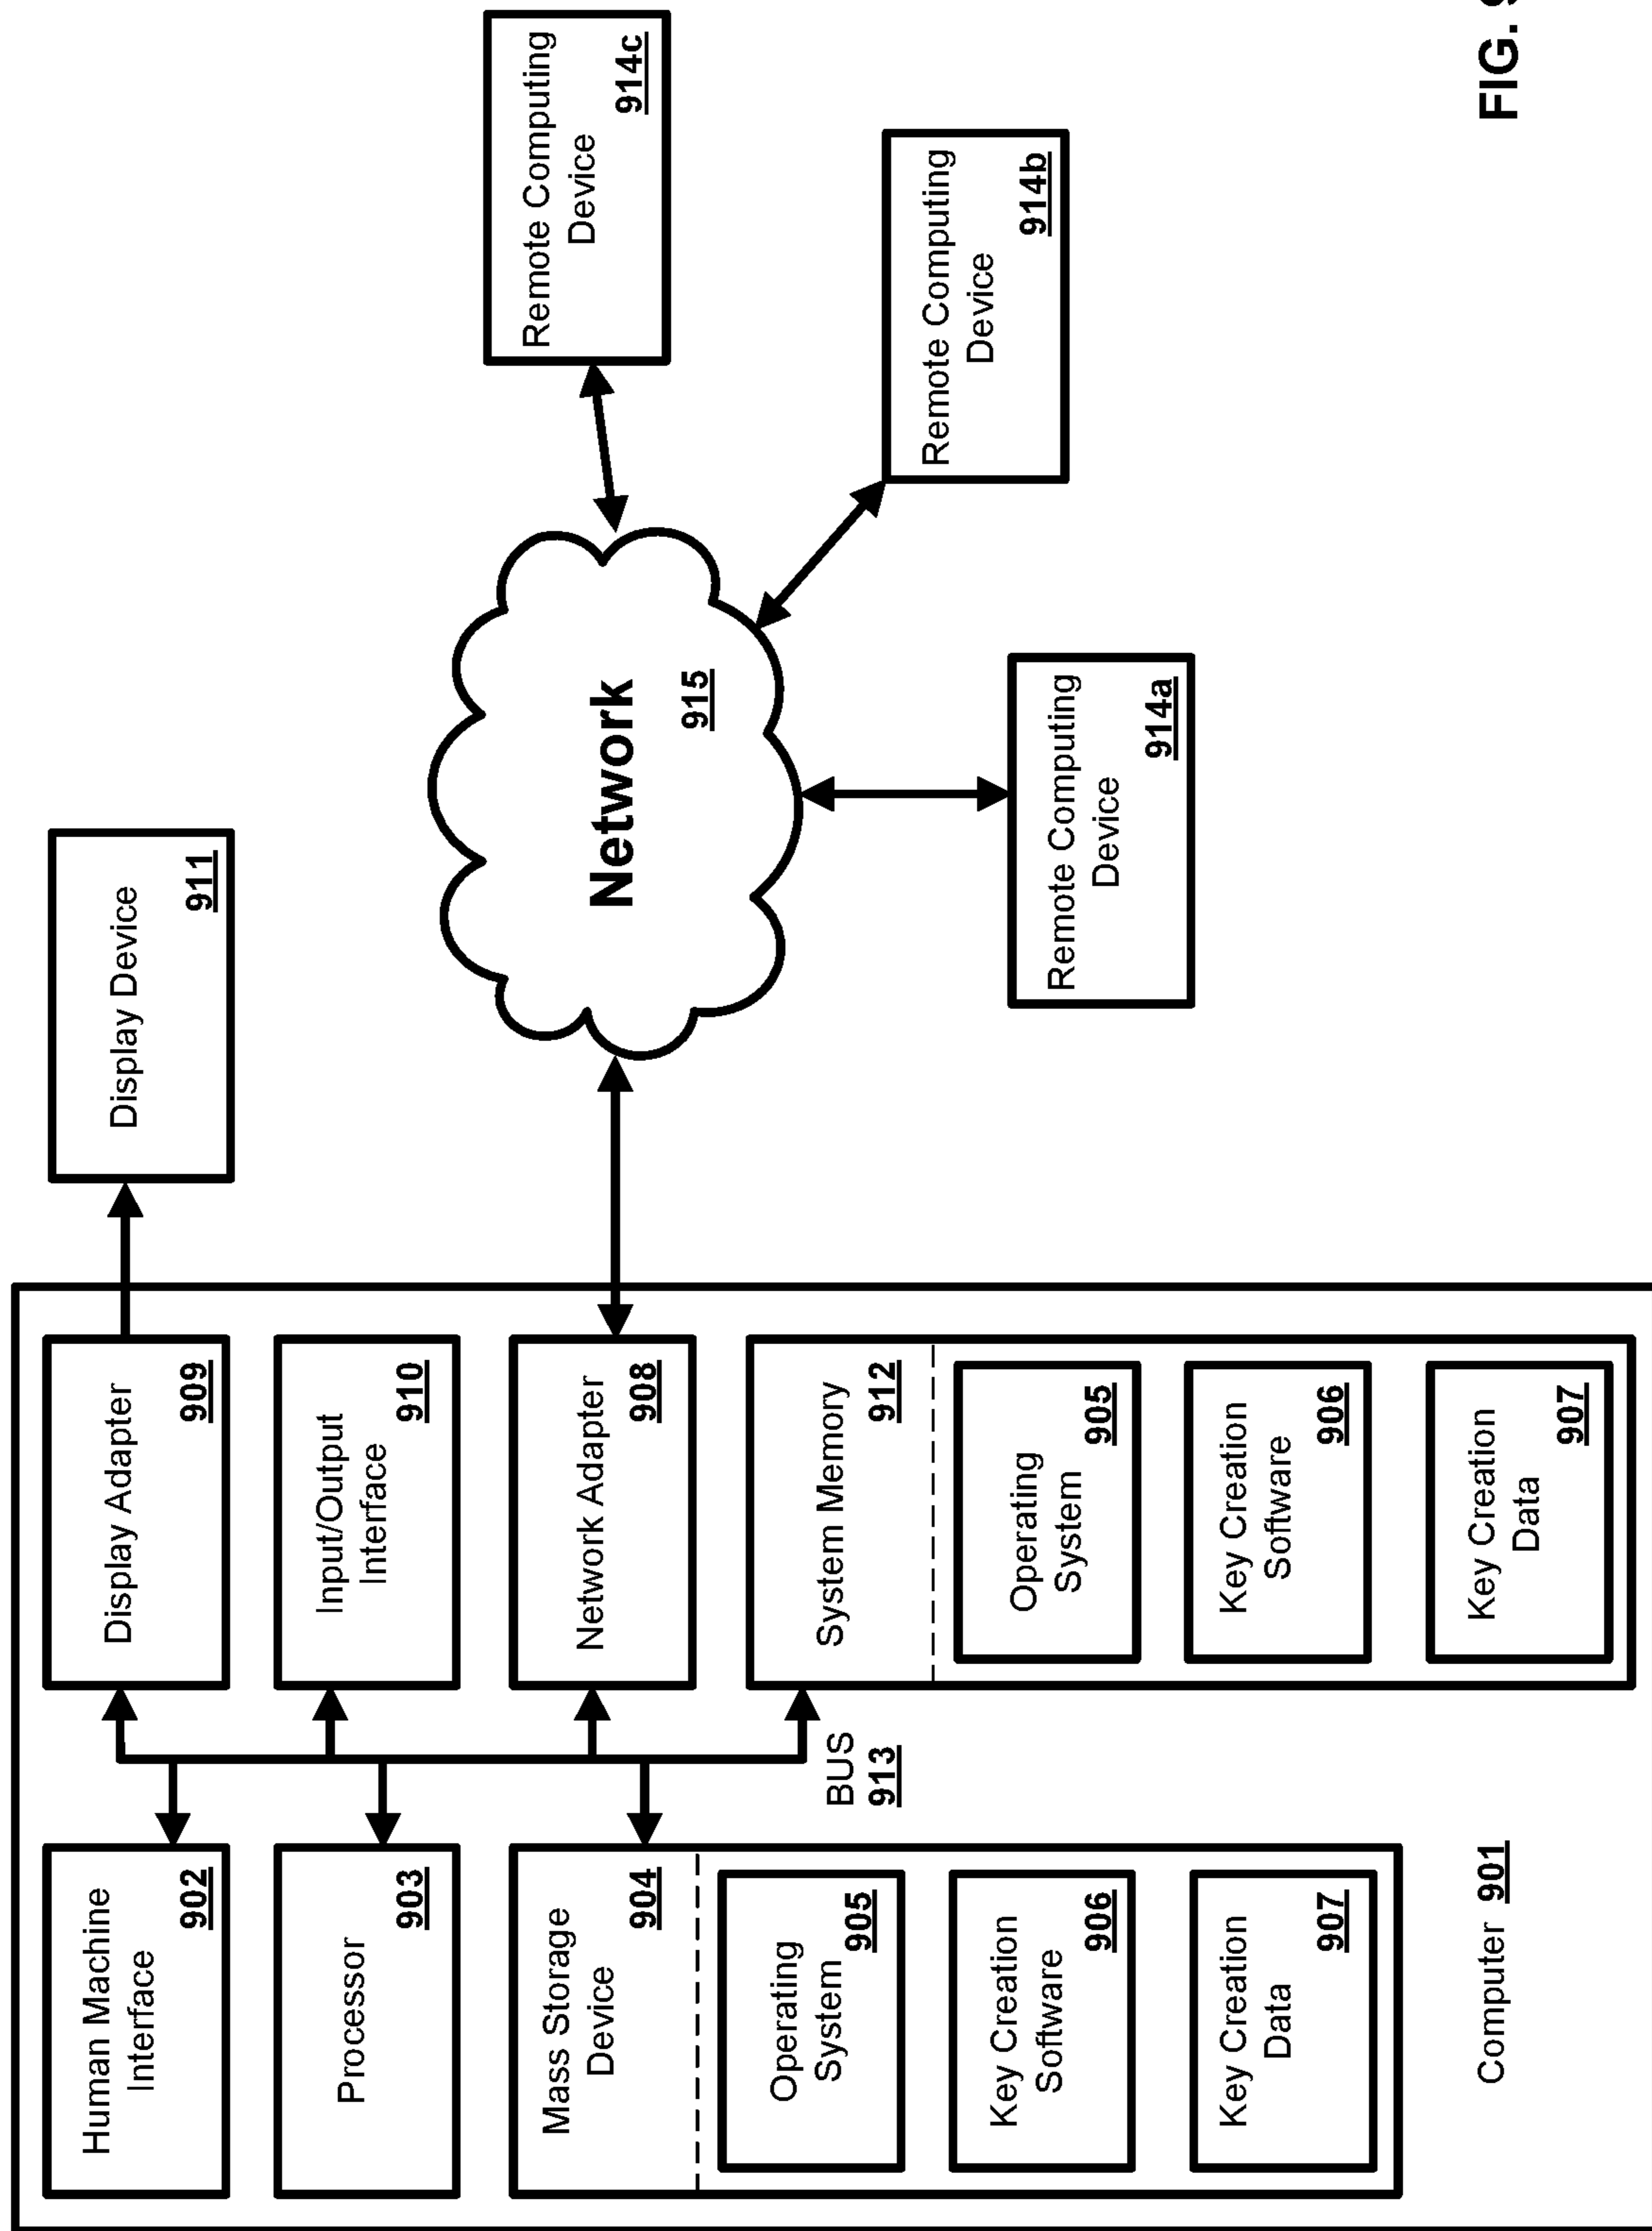 Human Machine
Interface
902
Processor
903
Mass Storage
Device
904
Operating
System
905
Key Creation
Software
906
Key Creation
Data
907
Computer 901
BUS
913
Display Adapter
909
Input/Output
Interface
910
Network Adapter
908
System Memory
912
Operating
System
905
Key Creation
Software
906
Key Creation
Data
907
Display Device
911
Network
915
Remote Computing
Device
914a
Remote Computing
Device
914b
Remote Computing
Device
914c
FIG.